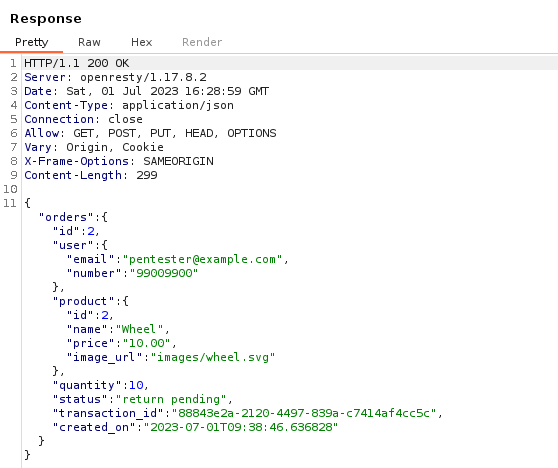 Response
Pretty Raw Hex Render
1 HTTP/1.1 200 OK
2 Server: openresty/1.17.8.2
3 Date: Sat, 01 Jul 2023 16:28:59 GMT
4 Content-Type: application/json
5 Connection: close
6 Allow: GET, POST, PUT, HEAD, OPTIONS
7 Vary: Origin, Cookie
8 X-Frame-Options: SAMEORIGIN
9 Content-Length: 299
10
11 {
"orders":{
"id":2,
"user":{
"email":"pentester@example.com",
"number":"99009900"
},
"product":{
"id":2,
"name":"Wheel",
"price":"10.00",
"image_url":"images/wheel.svg"
},
"quantity":10,
"status":"return pending",
"transaction_id":"88843e2a-2120-4497-839a-c7414af4cc5c",
"created_on":"2023-07-01T09:38:46.636828"
}
}